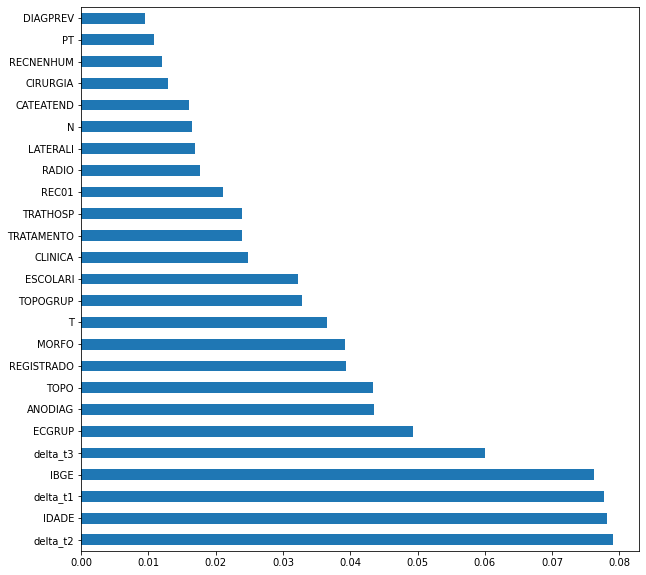 DIAGPREV
PT
RECNENHUM
CIRURGIA
CATEATEND
N
LATERALI
RADIO
REC01
TRATHOSP
TRATAMENTO
CLINICA
ESCOLARI
TOPOGRUP
T
MORFO
REGISTRADO
TOPO
ANODIAG
ECGRUP
delta_t3
IBGE
delta_t1
IDADE
delta_t2
0.00 0.01 0.02 0.03 0.04 0.05 0.06 0.07 0.08